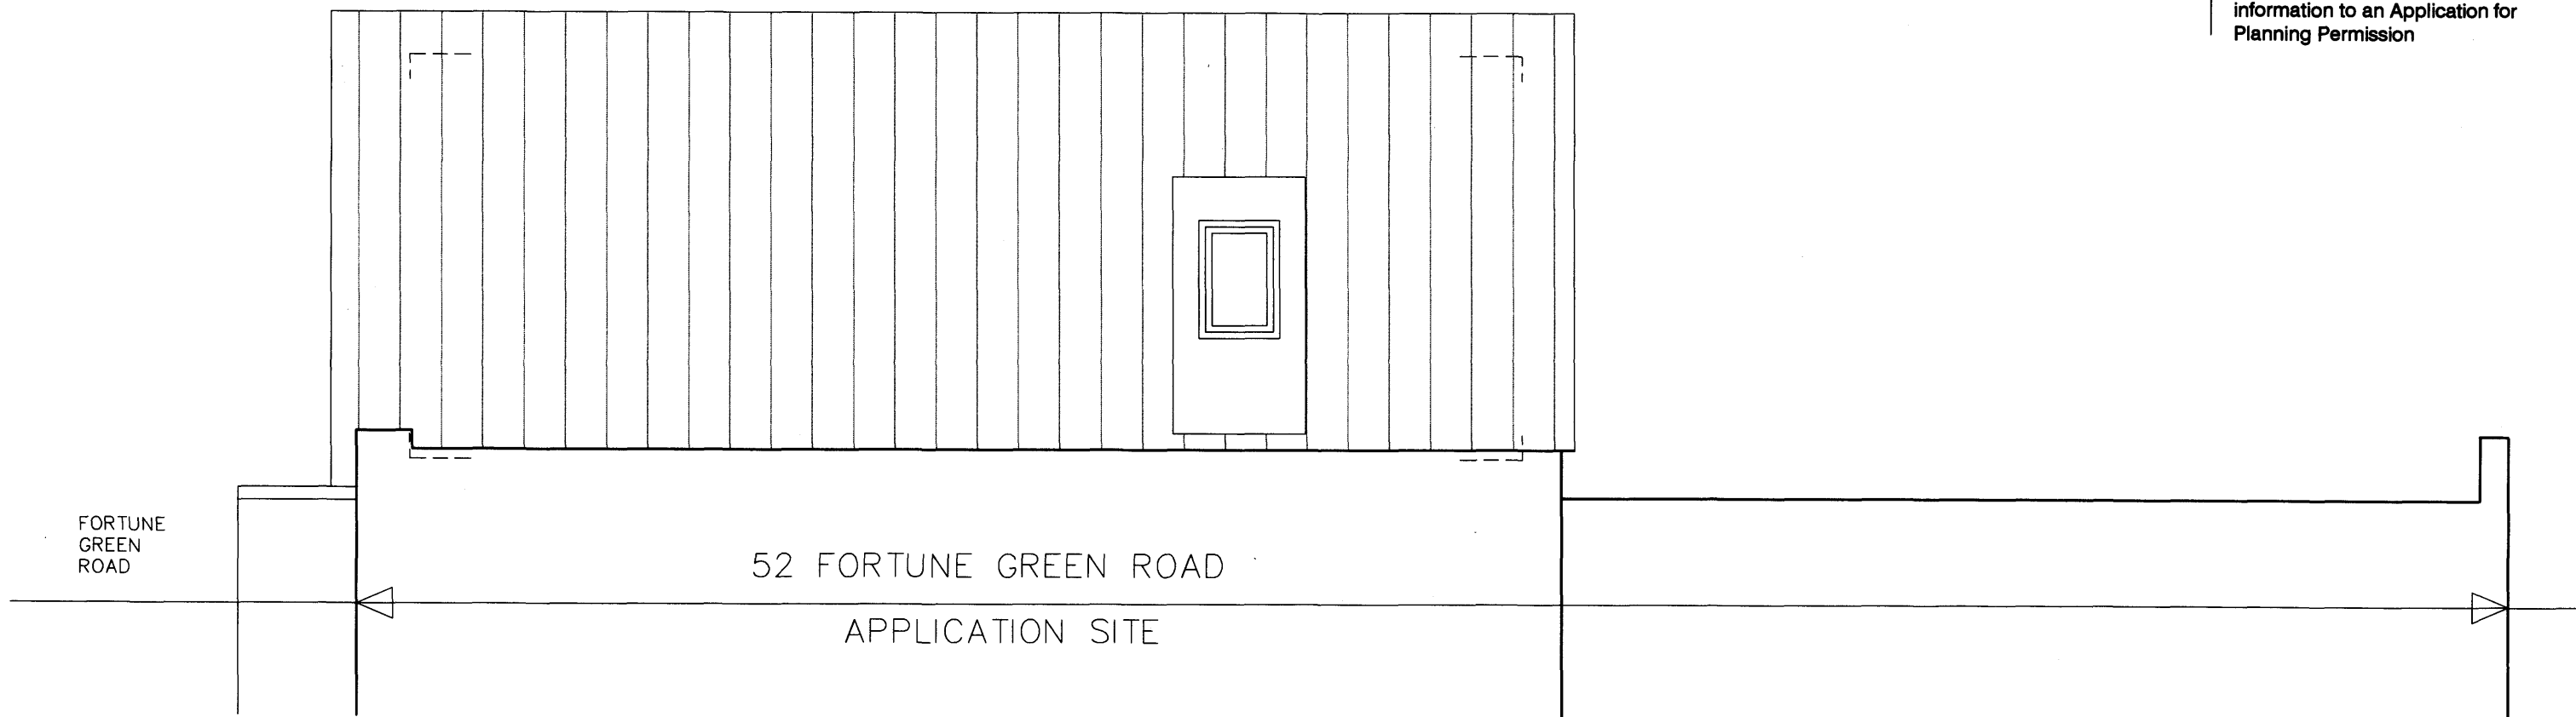 information to an Application for
Planning Permission
FORTUNE
GREEN
ROAD
52 FORTUNE GREEN ROAD
APPLICATION SITE